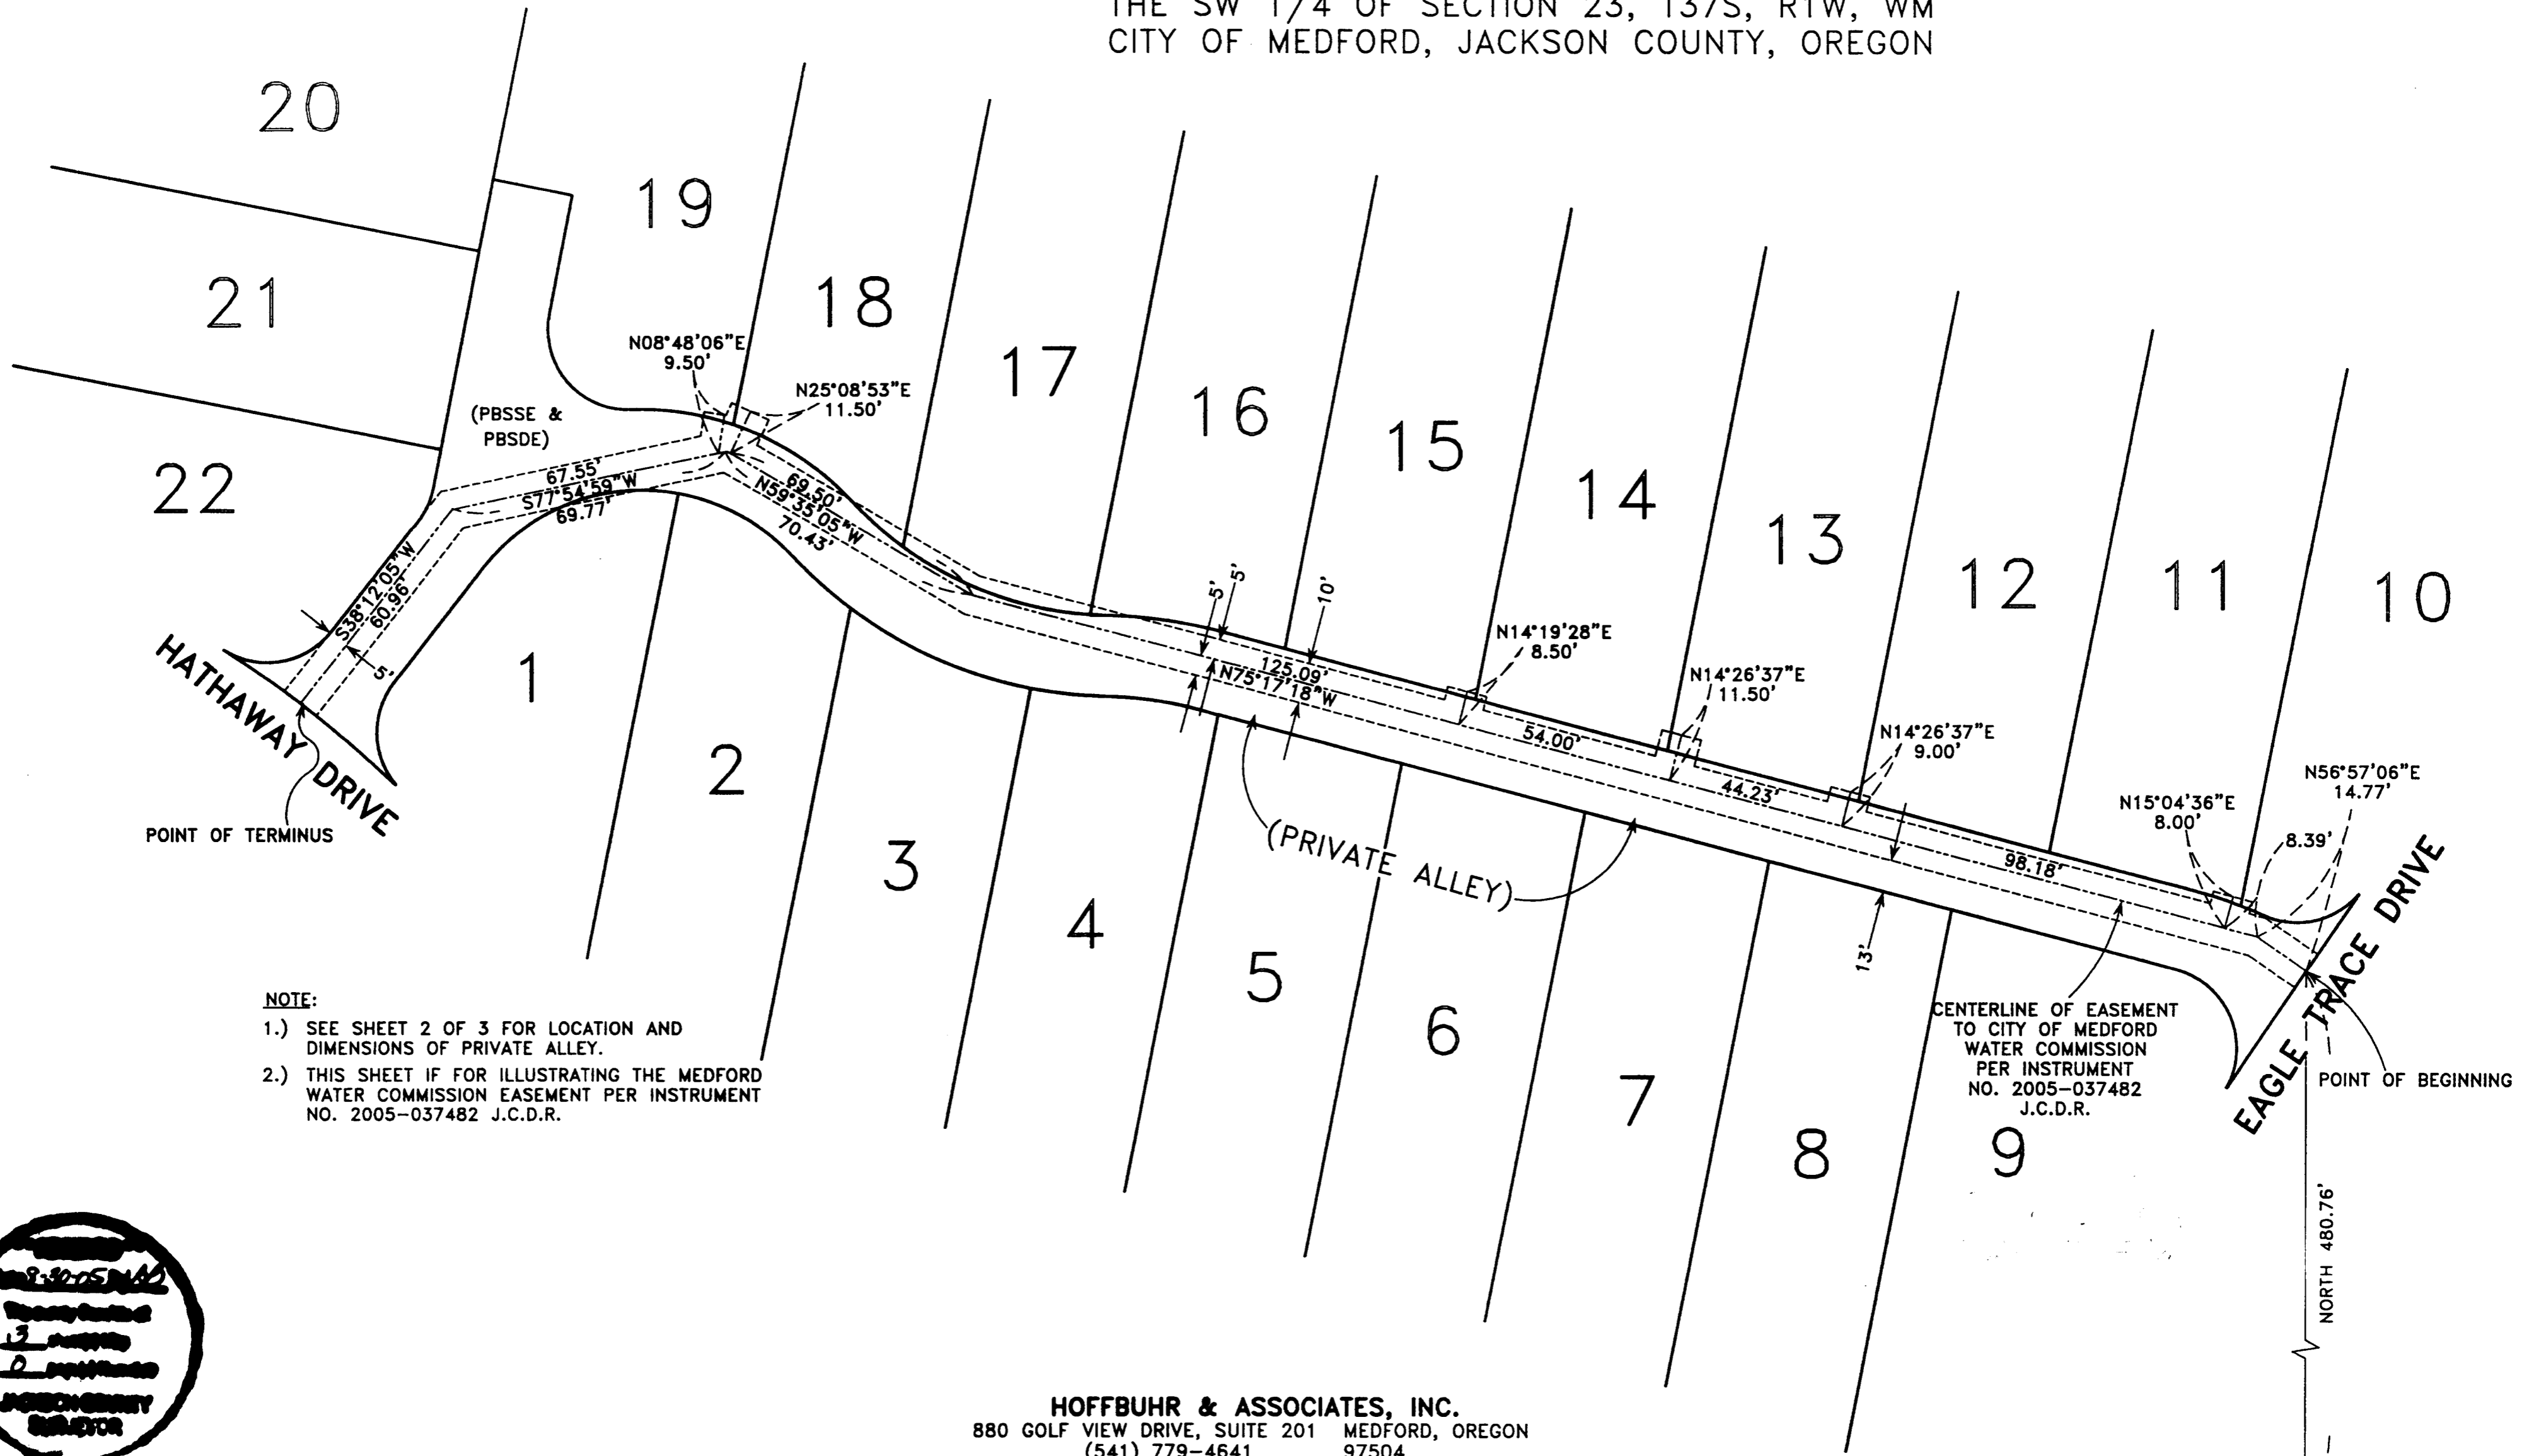 THE SW 1/4 OF SECTION 23, T37S, R1W, WM
CITY OF MEDFORD, JACKSON COUNTY, OREGON
20
19
21
18
N08°48'06"E
9.50'
17
N25°08'53"E
11.50'
16
(PBSSE &
PBSDE)
15
22
67.55'
S77°54'59"W
69.77'
69.50'
N59°35'05"W
70.43'
14
13
12
11
10
S38°12'05"W
60.96'
5'
5'
5'
10'
N14°19'28"E
8.50'
125.09'
N75°17'18"W
N14°26'37"E
11.50'
54.00'
N14°26'37"E
9.00'
44.23'
N56°57'06"E
14.77'
N15°04'36"E
8.00'
8.39'
98.18'
HATHAWAY DRIVE
POINT OF TERMINUS
1
2
3
4
5
6
7
8
9
(PRIVATE ALLEY)
13'
EAGLE TRACE DRIVE
CENTERLINE OF EASEMENT
TO CITY OF MEDFORD
WATER COMMISSION
PER INSTRUMENT
NO. 2005-037482
J.C.D.R.
POINT OF BEGINNING
NORTH 480.76'
NOTE:
1.) SEE SHEET 2 OF 3 FOR LOCATION AND
DIMENSIONS OF PRIVATE ALLEY.
2.) THIS SHEET IF FOR ILLUSTRATING THE MEDFORD
WATER COMMISSION EASEMENT PER INSTRUMENT
NO. 2005-037482 J.C.D.R.
9-30-05
3
0
JACKSON COUNTY
SURVEYOR
HOFFBUHR & ASSOCIATES, INC.
880 GOLF VIEW DRIVE, SUITE 201 MEDFORD, OREGON
(541) 779-4641 97504